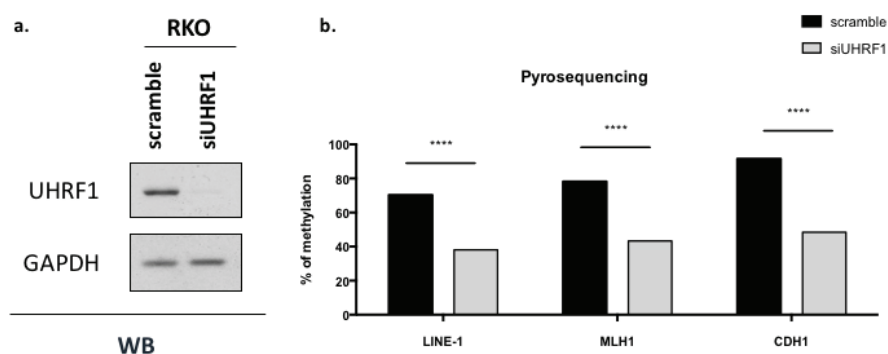 a.
RKO
scramble
siUHRF1
UHRF1
GAPDH
WB
b.
scramble
siUHRF1
Pyrosequencing
****
****
****
% of methylation
100
80
60
40
20
0
LINE-1
MLH1
CDH1